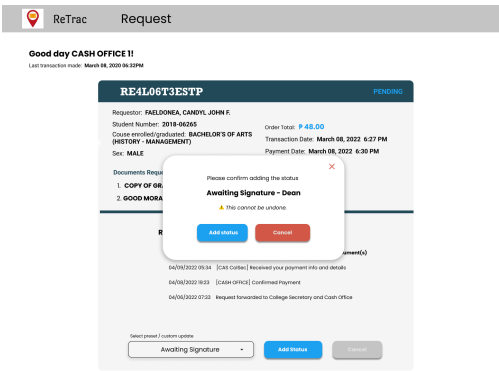 ReTrac Request
Good day CASH OFFICE 1!
Last transaction made: March 08, 2020 06:32PM
RE4L06T3ESTP PENDING
Requestor: FAELDONEA, CANDYL JOHN F.
Student Number: 2018-06265
Couse enrolled/graduated: BACHELOR'S OF ARTS
(HISTORY - MANAGEMENT)
Sex: MALE
Order Total: ₱ 48.00
Transaction Date: March 08, 2022 6:27 PM
Payment Date: March 08, 2022 6:30 PM
Documents Reque
1. COPY OF GR
2. GOOD MORA
Please confirm adding the status
Awaiting Signature - Dean
⚠ This cannot be undone.
Add status Cancel
R
ument(s)
04/09/2022 05:34 [CAS ColSec] Received your payment info and details
04/08/2022 19:23 [CASH OFFICE] Confirmed Payment
04/06/2022 07:33 Request forwarded to College Secretary and Cash Office
Select preset / custom update
Awaiting Signature
Add Status
Cancel